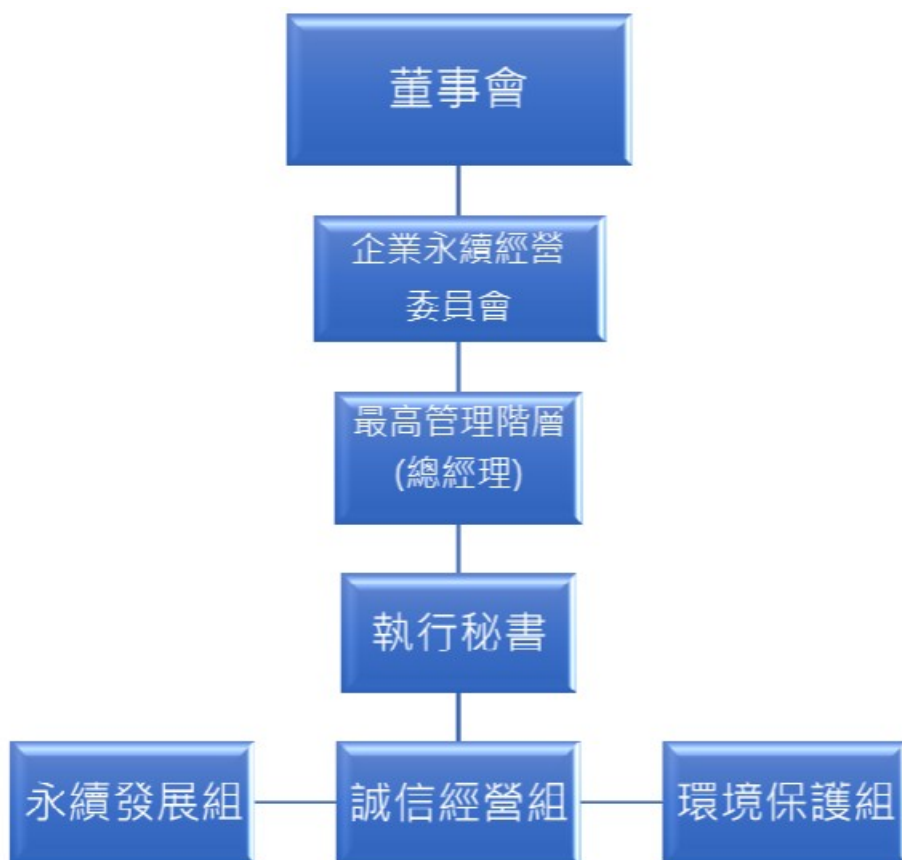 董事會
企業永續經營
委員會
最高管理階層
(總經理)
執行秘書
永續發展組
誠信經營組
環境保護組